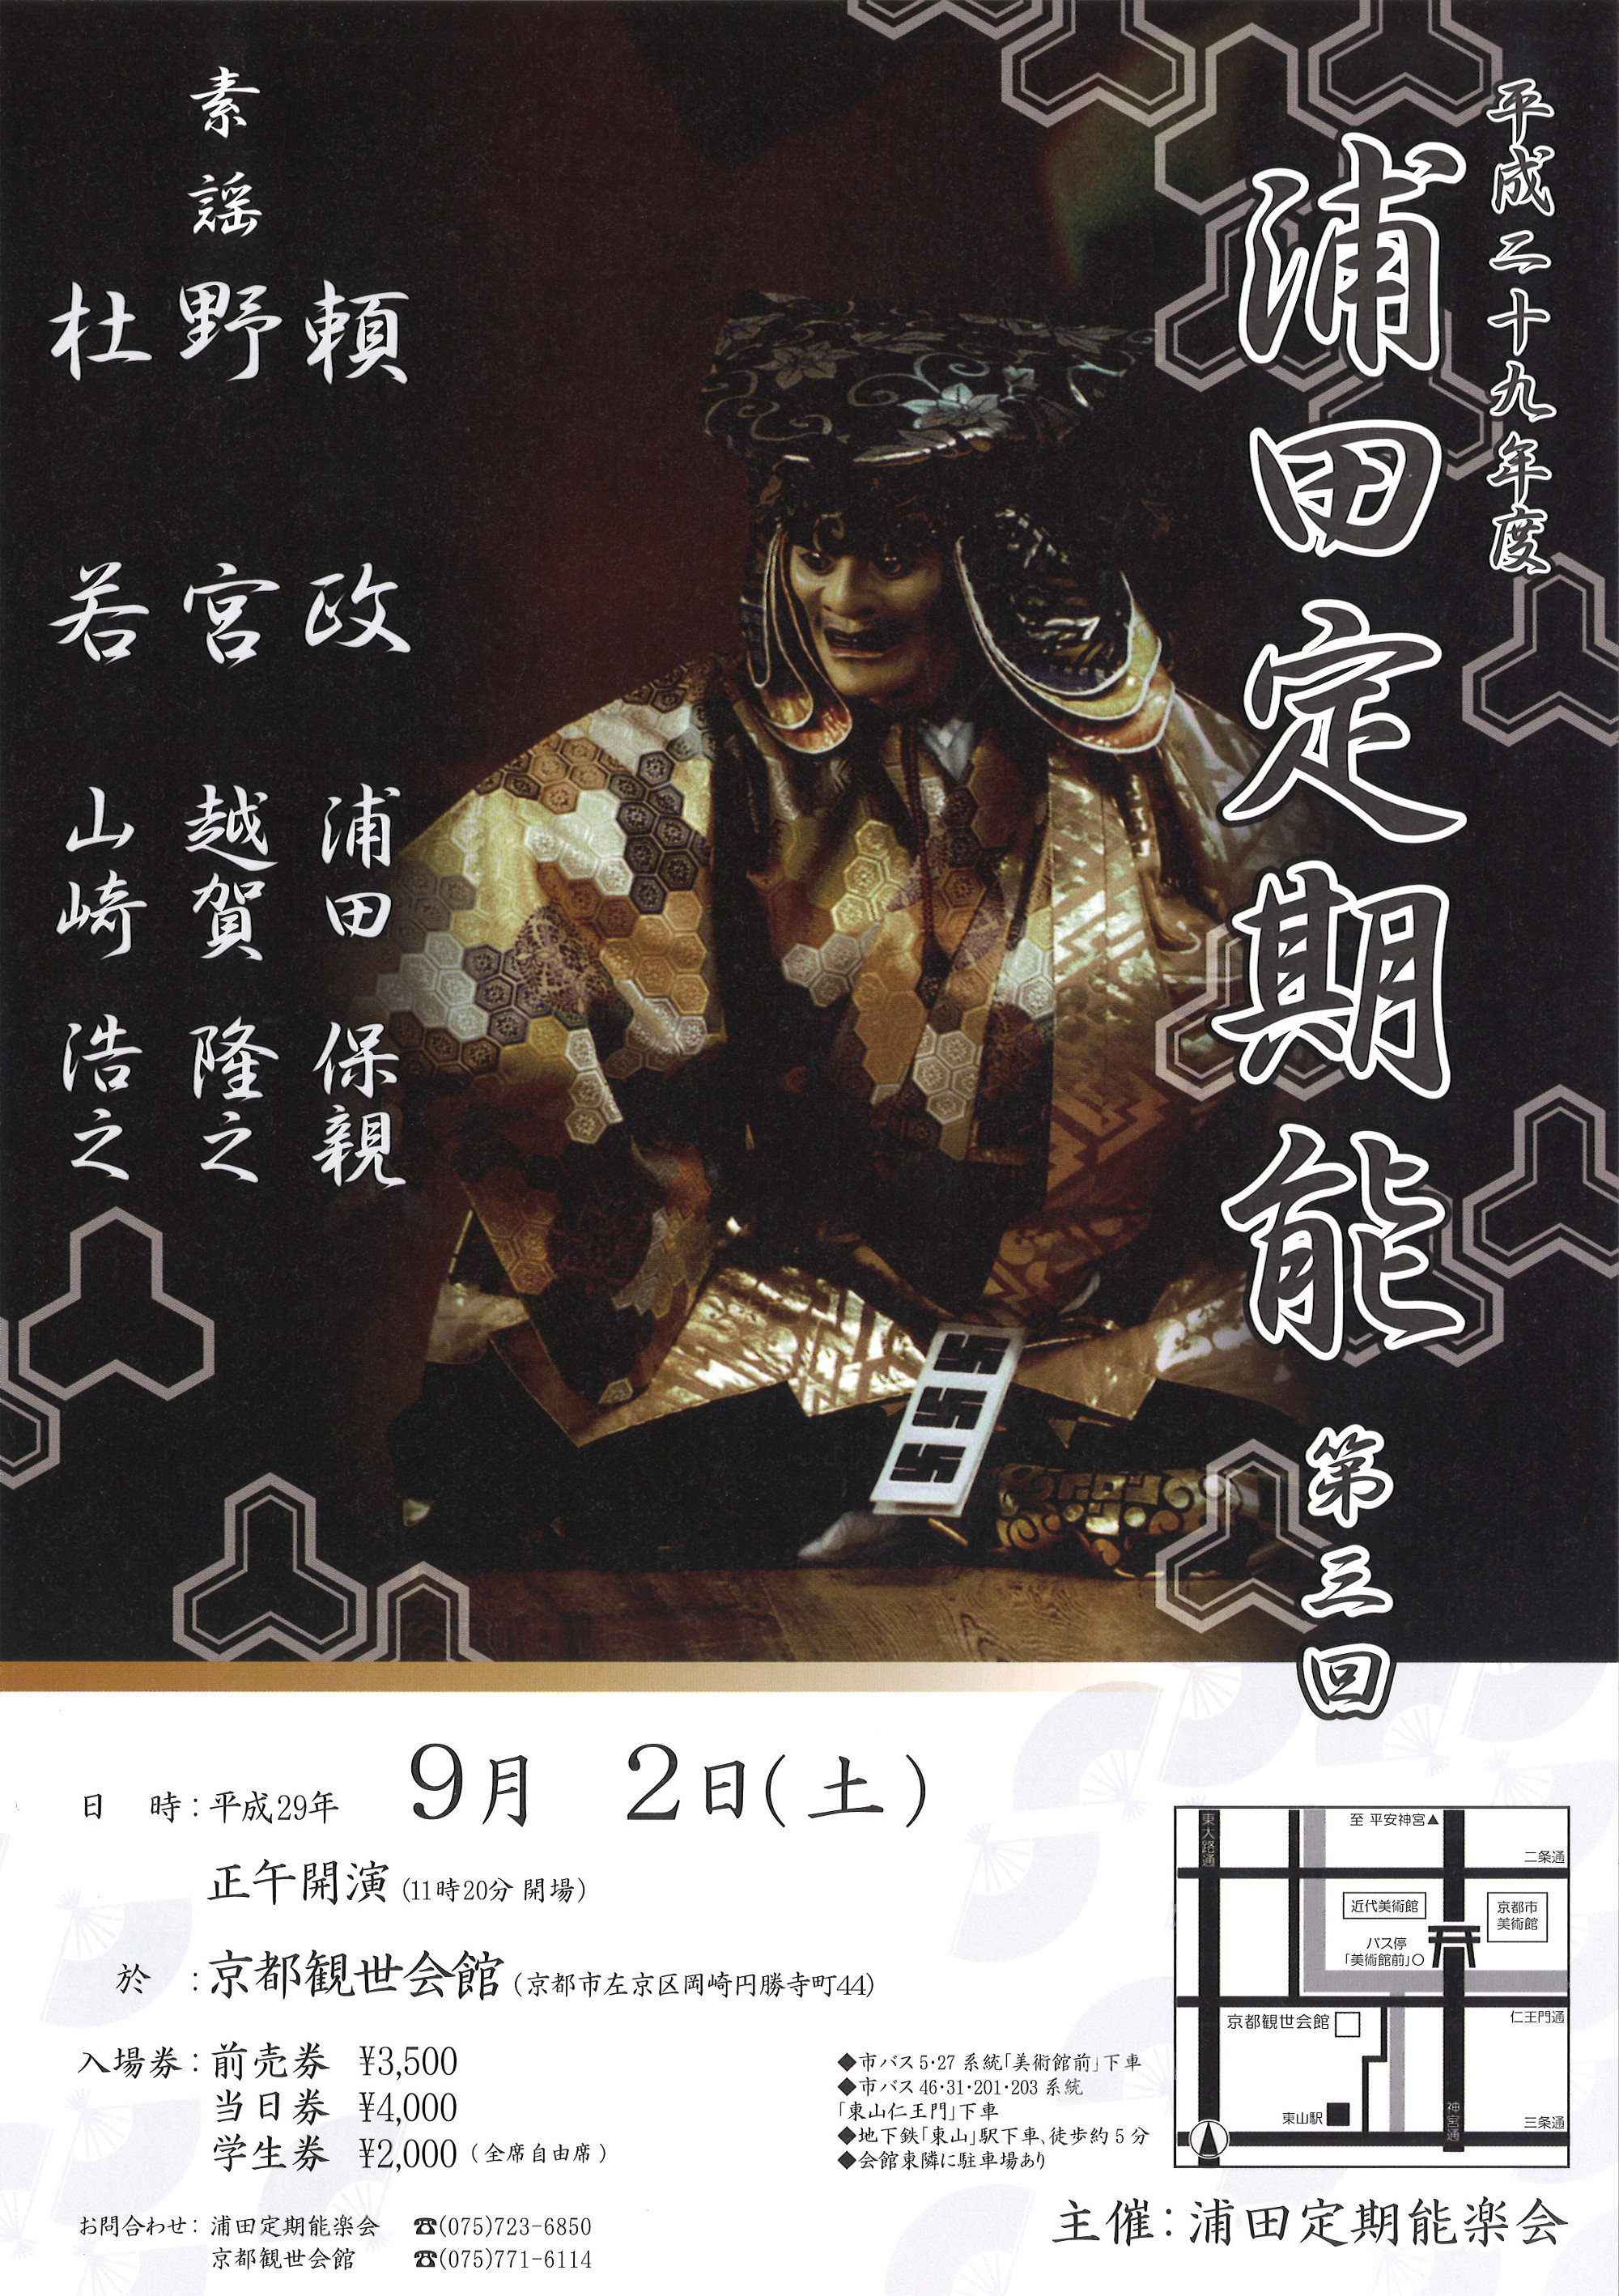 平成二十九年度
浦田定期能 第三回
頼政 浦田 保親
素謡 野宮 越賀 隆之
杜若 山崎 浩之
日 時：平成29年 9月 2日（土）
正午開演（11時20分 開場）
於 ：京都観世会館（京都市左京区岡崎円勝寺町44）
入場券：前売券 ¥3,500
当日券 ¥4,000
学生券 ¥2,000（全席自由席）
お問合わせ：浦田定期能楽会 ☎(075)723-6850
京都観世会館 ☎(075)771-6114
◆市バス5・27系統「美術館前」下車
◆市バス46・31・201・203系統
「東山仁王門」下車
◆地下鉄「東山」駅下車、徒歩約5分
◆会館東隣に駐車場あり
東大路通
至 平安神宮▲
二条通
近代美術館
京都市
美術館
バス停
「美術館前」○
仁王門通
京都観世会館
東山駅
神宮通
三条通
主催：浦田定期能楽会